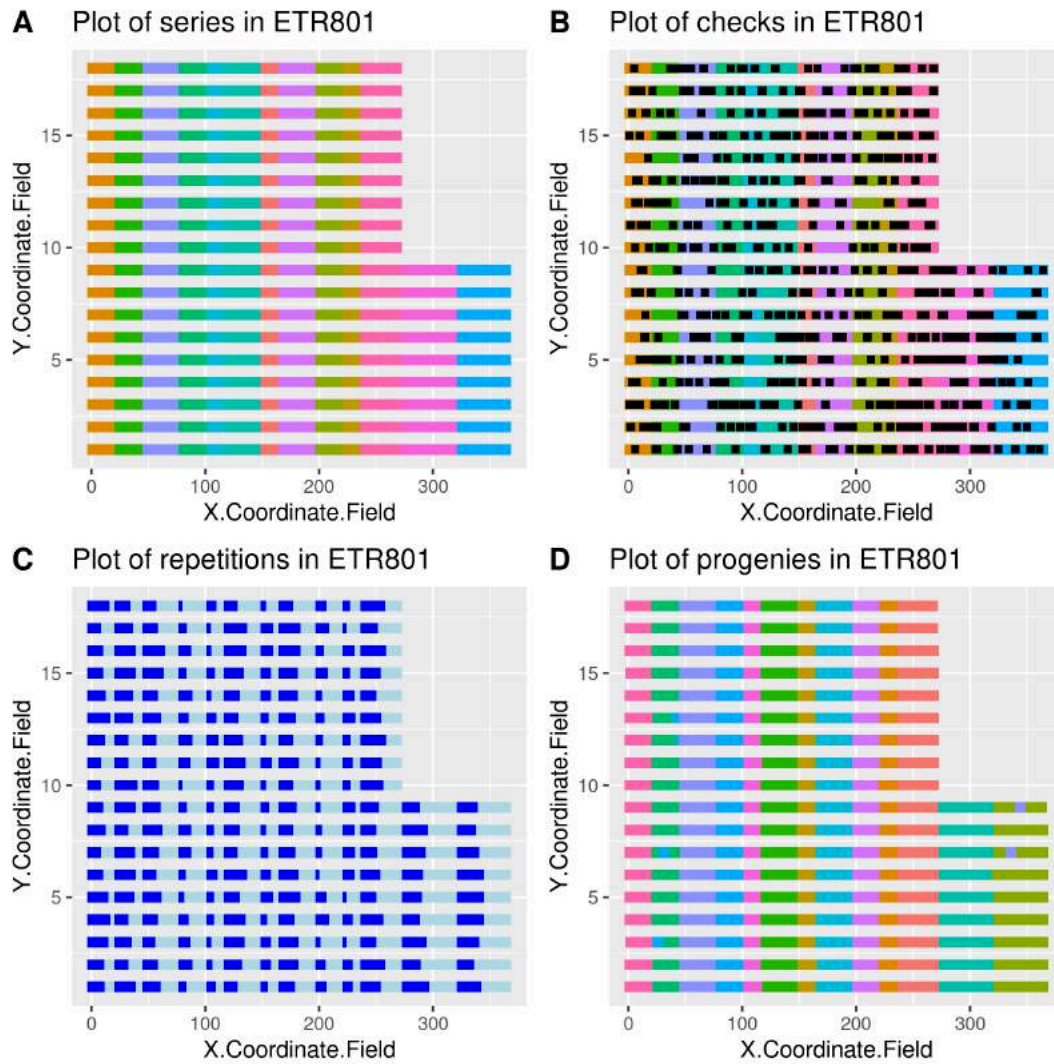 A Plot of series in ETR801
B Plot of checks in ETR801
Y.Coordinate.Field
15
10
5
0 100 200 300
X.Coordinate.Field
Y.Coordinate.Field
15
10
5
0 100 200 300
X.Coordinate.Field
C Plot of repetitions in ETR801
D Plot of progenies in ETR801
Y.Coordinate.Field
15
10
5
0 100 200 300
X.Coordinate.Field
Y.Coordinate.Field
15
10
5
0 100 200 300
X.Coordinate.Field